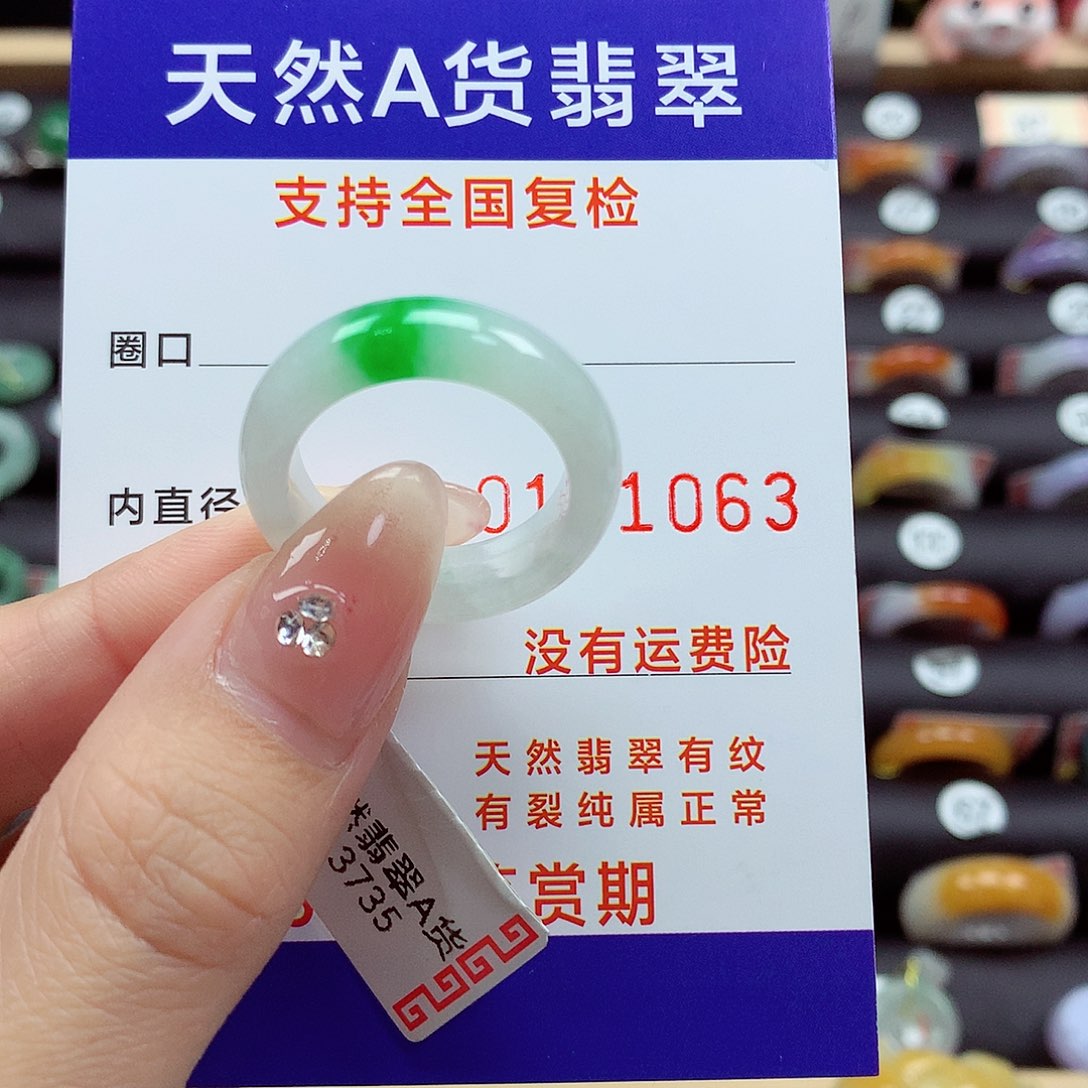 天然A货翡翠
支持全国复检
圈口
内直径
01 1063
没有运费险
天然翡翠有纹
有裂纯属正常
赏期
翡翠A货
3735